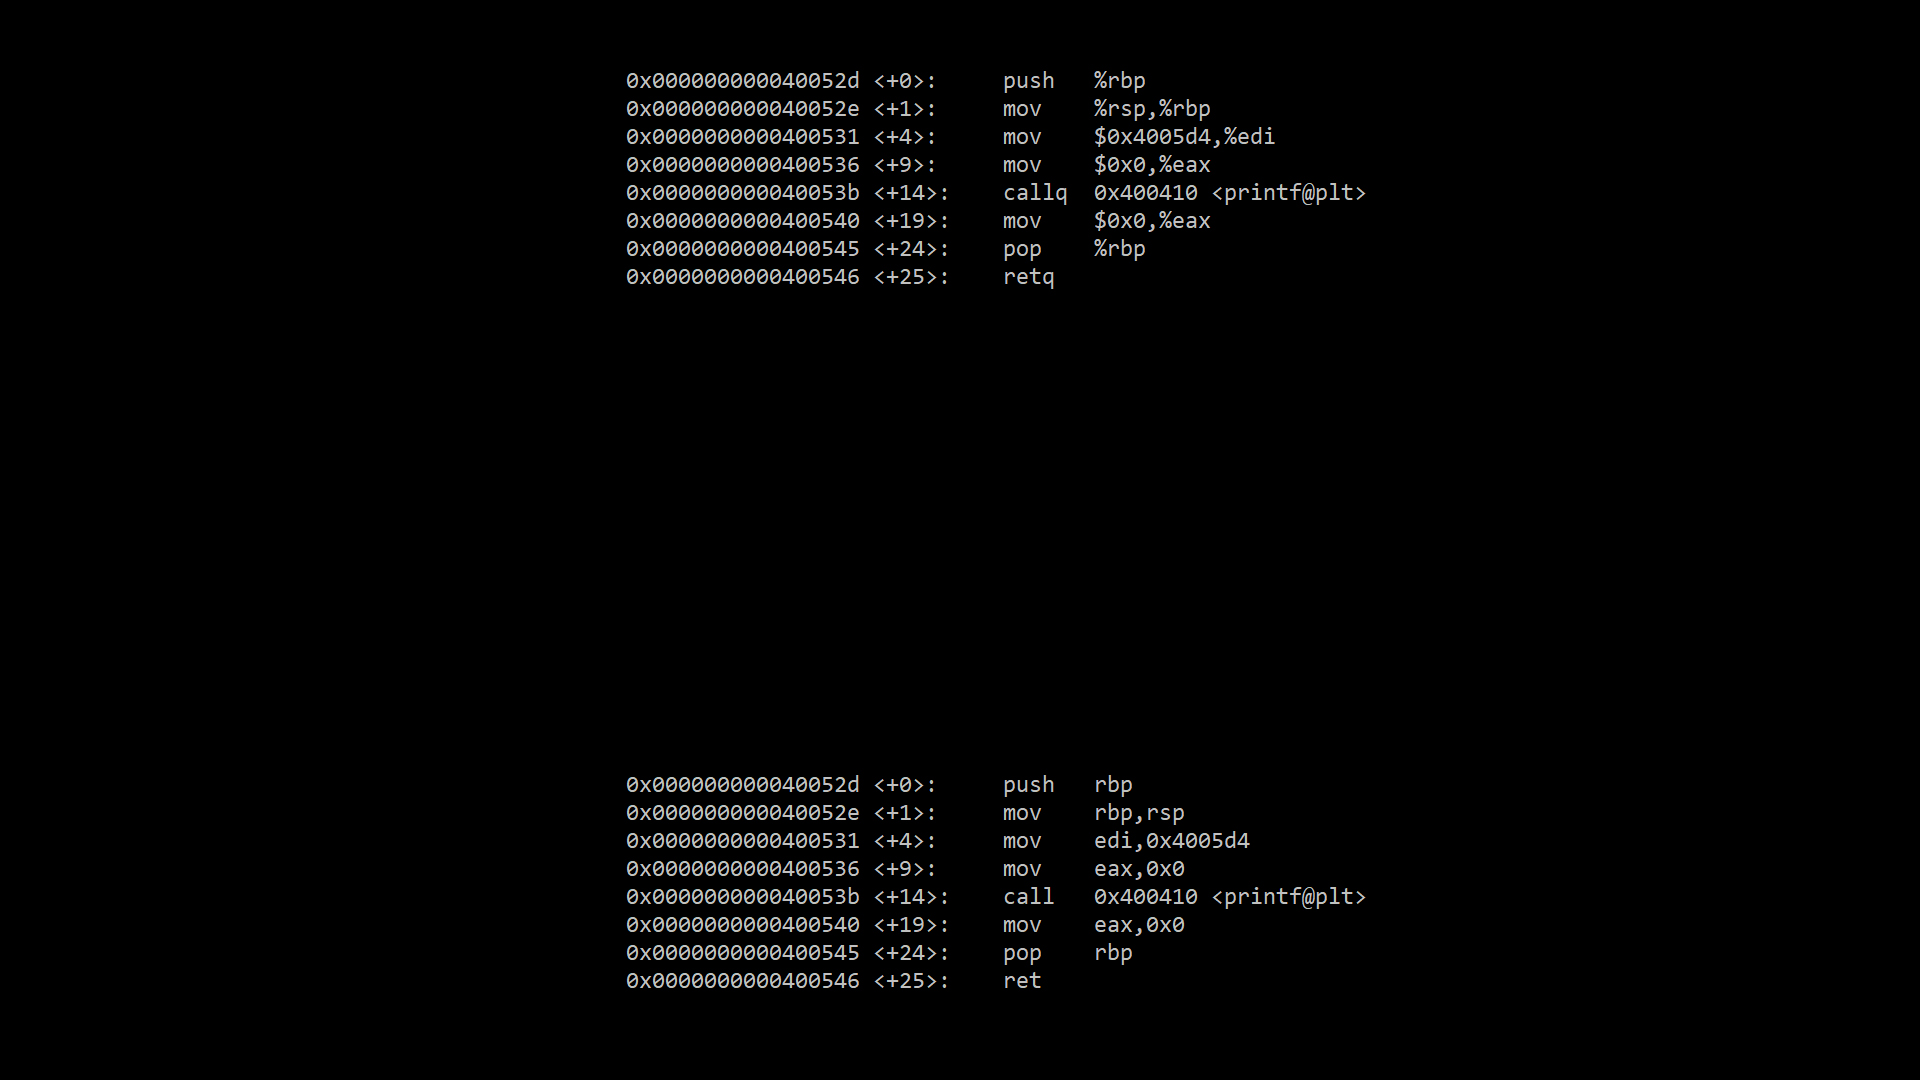 0x000000000040052d <+0>:     push   %rbp
0x000000000040052e <+1>:     mov    %rsp,%rbp
0x0000000000400531 <+4>:     mov    $0x4005d4,%edi
0x0000000000400536 <+9>:     mov    $0x0,%eax
0x000000000040053b <+14>:    callq  0x400410 <printf@plt>
0x0000000000400540 <+19>:    mov    $0x0,%eax
0x0000000000400545 <+24>:    pop    %rbp
0x0000000000400546 <+25>:    retq
0x000000000040052d <+0>:     push   rbp
0x000000000040052e <+1>:     mov    rbp,rsp
0x0000000000400531 <+4>:     mov    edi,0x4005d4
0x0000000000400536 <+9>:     mov    eax,0x0
0x000000000040053b <+14>:    call   0x400410 <printf@plt>
0x0000000000400540 <+19>:    mov    eax,0x0
0x0000000000400545 <+24>:    pop    rbp
0x0000000000400546 <+25>:    ret